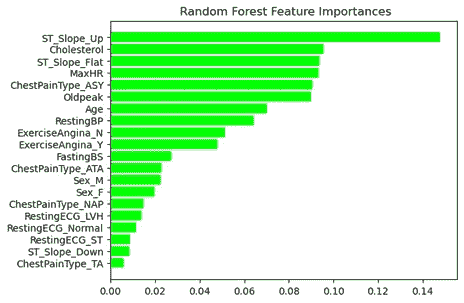 Random Forest Feature Importances
ST_Slope_Up
Cholesterol
ST_Slope_Flat
MaxHR
ChestPainType_ASY
Oldpeak
Age
RestingBP
ExerciseAngina_N
ExerciseAngina_Y
FastingBS
ChestPainType_ATA
Sex_M
Sex_F
ChestPainType_NAP
RestingECG_LVH
RestingECG_Normal
RestingECG_ST
ST_Slope_Down
ChestPainType_TA
0.00 0.02 0.04 0.06 0.08 0.10 0.12 0.14